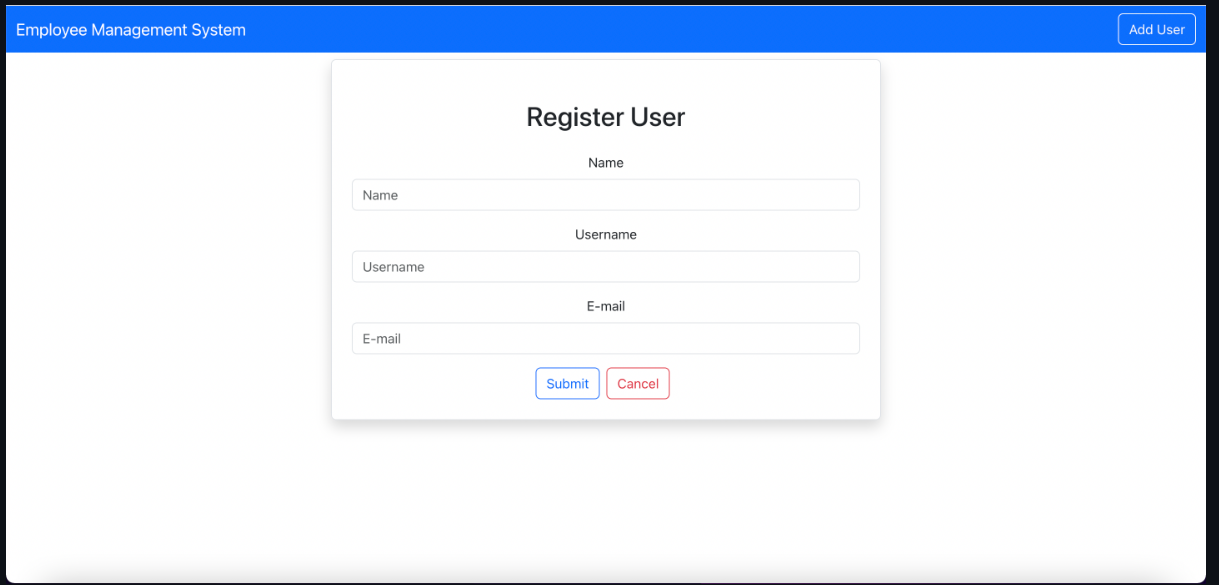 Employee Management System
Add User
Register User
Name
Name
Username
Username
E-mail
E-mail
Submit Cancel